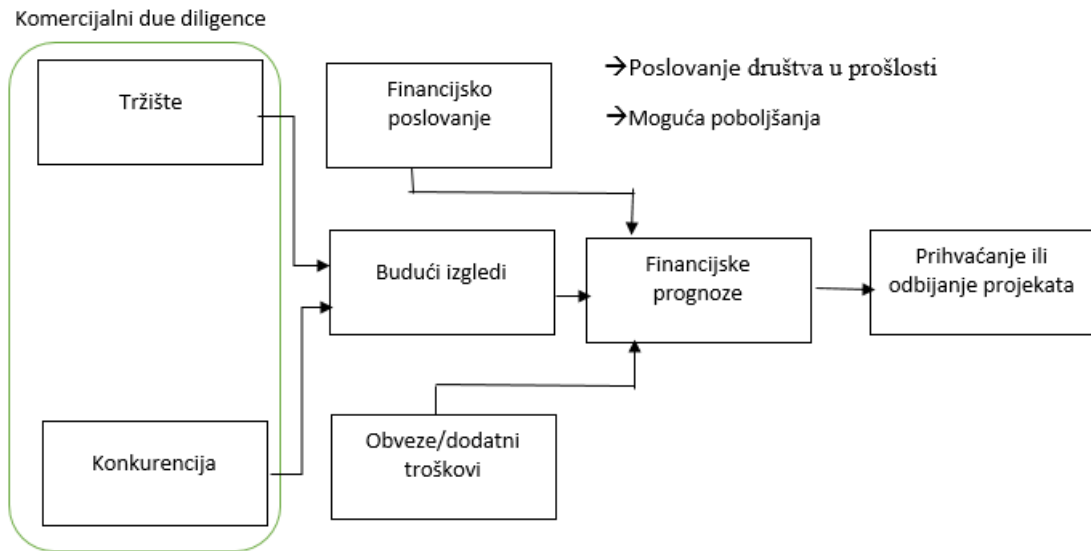 Komercijalni due diligence
Tržište
Financijsko
poslovanje
→Poslovanje društva u prošlosti
→Moguća poboljšanja
Budući izgledi
Financijske
prognoze
Prihvaćanje ili
odbijanje projekata
Konkurencija
Obveze/dodatni
troškovi